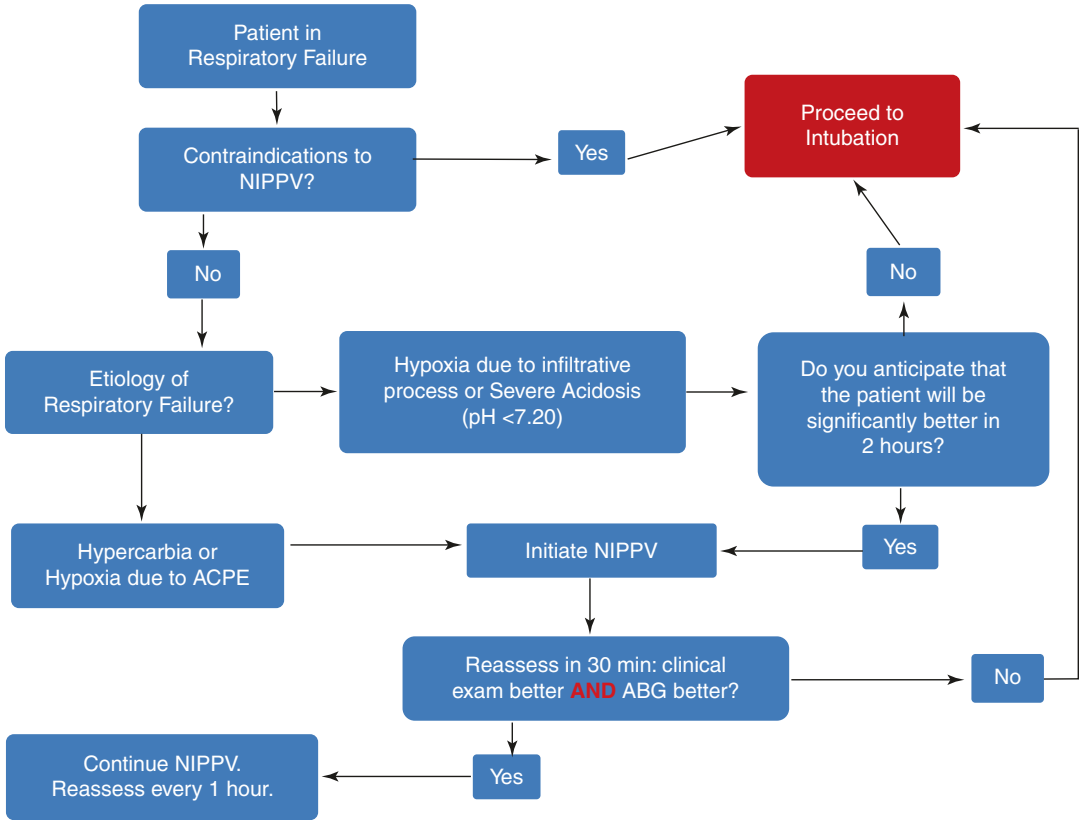 Patient in
Respiratory Failure
Contraindications to
NIPPV?
Yes
Proceed to
Intubation
No
Etiology of
Respiratory Failure?
Hypoxia due to infiltrative
process or Severe Acidosis
(pH <7.20)
Do you anticipate that
the patient will be
significantly better in
2 hours?
No
Yes
Hypercarbia or
Hypoxia due to ACPE
Initiate NIPPV
Reassess in 30 min: clinical
exam better AND ABG better?
No
Yes
Continue NIPPV.
Reassess every 1 hour.